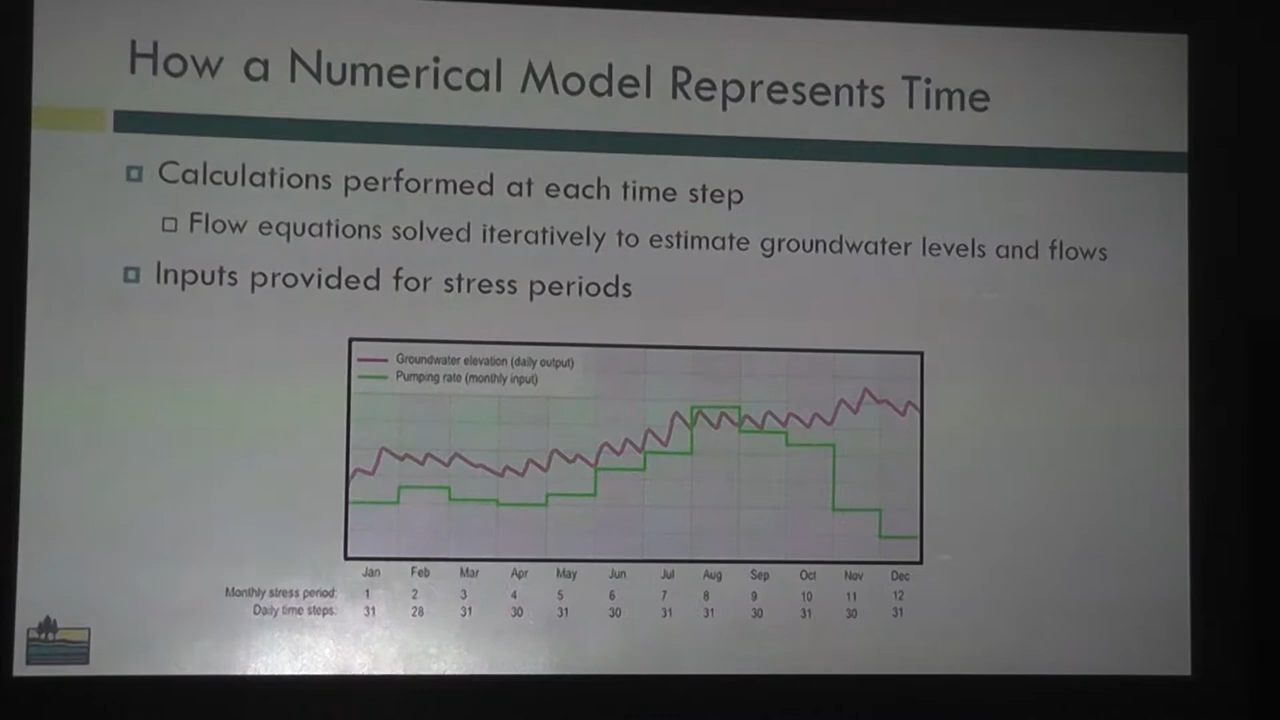 How a Numerical Model Represents Time
Calculations performed at each time step
Flow equations solved iteratively to estimate groundwater levels and flows
Inputs provided for stress periods
Groundwater elevation (daily output)
Pumping rate (monthly input)
Jan Feb Mar Apr May Jun Jul Aug Sep Oct Nov Dec
Monthly stress period: 1 2 3 4 5 6 7 8 9 10 11 12
Daily time steps: 31 28 31 30 31 30 31 31 30 31 30 31